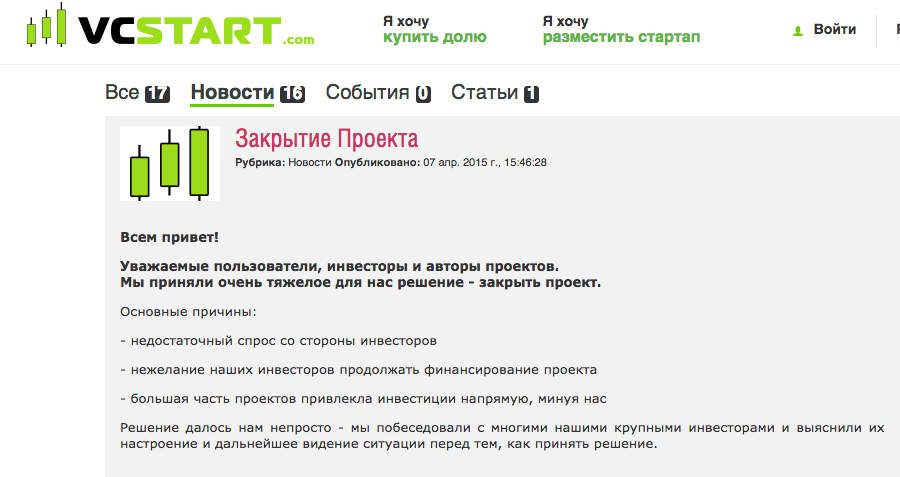 VCSTART.com
Я хочу
купить долю
Я хочу
разместить стартап
Войти
Все 17 Новости 16 События 0 Статьи 1
Закрытие Проекта
Рубрика: Новости Опубликовано: 07 апр. 2015 г., 15:46:28
Всем привет!
Уважаемые пользователи, инвесторы и авторы проектов.
Мы приняли очень тяжелое для нас решение - закрыть проект.
Основные причины:
- недостаточный спрос со стороны инвесторов
- нежелание наших инвесторов продолжать финансирование проекта
- большая часть проектов привлекла инвестиции напрямую, минуя нас
Решение далось нам непросто - мы побеседовали с многими нашими крупными инвесторами и выяснили их
настроение и дальнейшее видение ситуации перед тем, как принять решение.